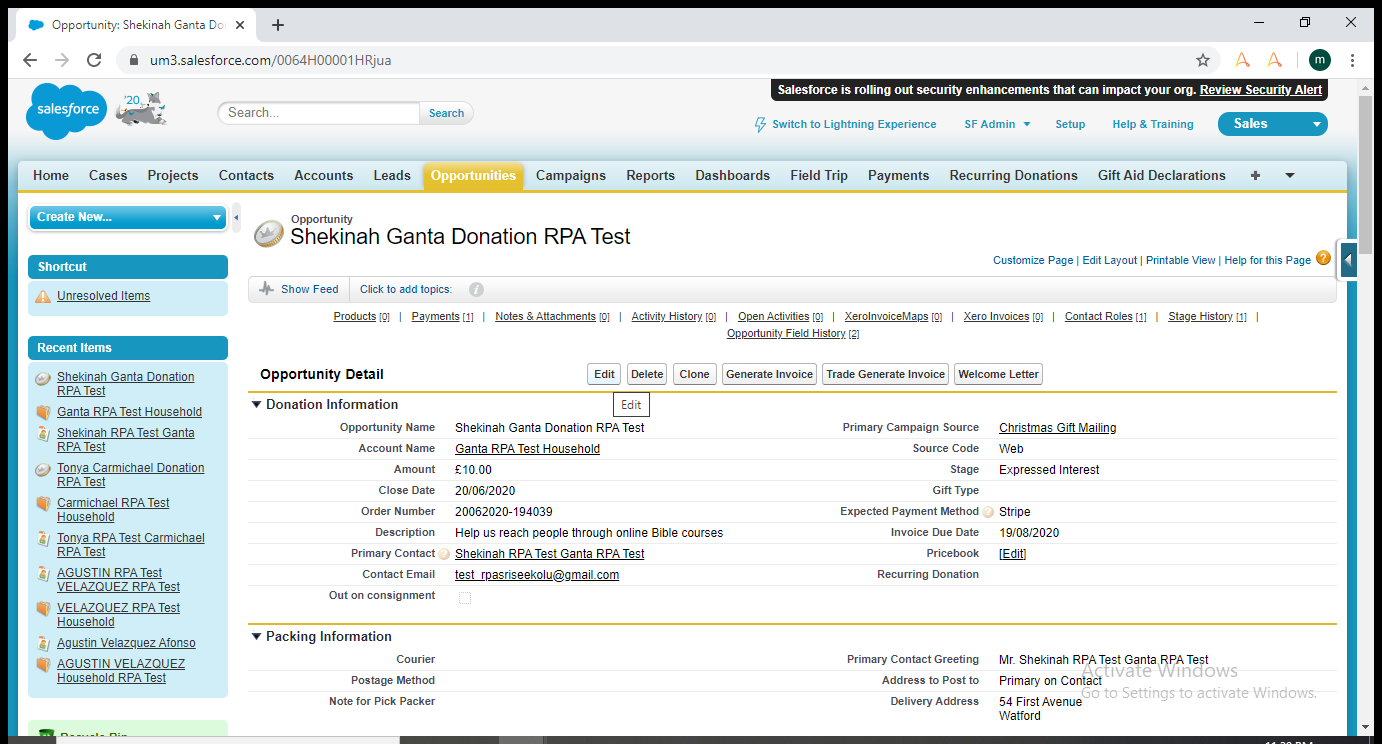 Opportunity: Shekinah Ganta Do
um3.salesforce.com/0064H00001HRjua
m
Salesforce is rolling out security enhancements that can impact your org. Review Security Alert
salesforce
'20
Search...
Search
Switch to Lightning Experience
SF Admin
Setup
Help & Training
Sales
Home Cases Projects Contacts Accounts Leads Opportunities Campaigns Reports Dashboards Field Trip Payments Recurring Donations Gift Aid Declarations +
Create New...
Shortcut
Unresolved Items
Recent Items
Shekinah Ganta Donation
RPA Test
Ganta RPA Test Household
Shekinah RPA Test Ganta
RPA Test
Tonya Carmichael Donation
RPA Test
Carmichael RPA Test
Household
Tonya RPA Test Carmichael
RPA Test
AGUSTIN RPA Test
VELAZQUEZ RPA Test
VELAZQUEZ RPA Test
Household
Agustin Velazquez Afonso
AGUSTIN VELAZQUEZ
Household RPA Test
Opportunity
Shekinah Ganta Donation RPA Test
Customize Page | Edit Layout | Printable View | Help for this Page ?
Show Feed
Click to add topics: i
Products [0] | Payments [1] | Notes & Attachments [0] | Activity History [0] | Open Activities [0] | XeroInvoiceMaps [0] | Xero Invoices [0] | Contact Roles [1] | Stage History [1] |
Opportunity Field History [2]
Opportunity Detail
Edit Delete Clone Generate Invoice Trade Generate Invoice Welcome Letter
Edit
Donation Information
Opportunity Name Shekinah Ganta Donation RPA Test Primary Campaign Source Christmas Gift Mailing
Account Name Ganta RPA Test Household Source Code Web
Amount £10.00 Stage Expressed Interest
Close Date 20/06/2020 Gift Type
Order Number 20062020-194039 Expected Payment Method Stripe
Description Help us reach people through online Bible courses Invoice Due Date 19/08/2020
Primary Contact Shekinah RPA Test Ganta RPA Test Pricebook [Edit]
Contact Email test_rpasriseekolu@gmail.com Recurring Donation
Out on consignment
Packing Information
Courier Primary Contact Greeting Mr. Shekinah RPA Test Ganta RPA Test
Postage Method Address to Post to Primary on Contact
Note for Pick Packer Delivery Address 54 First Avenue
Watford
Activate Windows
Go to Settings to activate Windows.